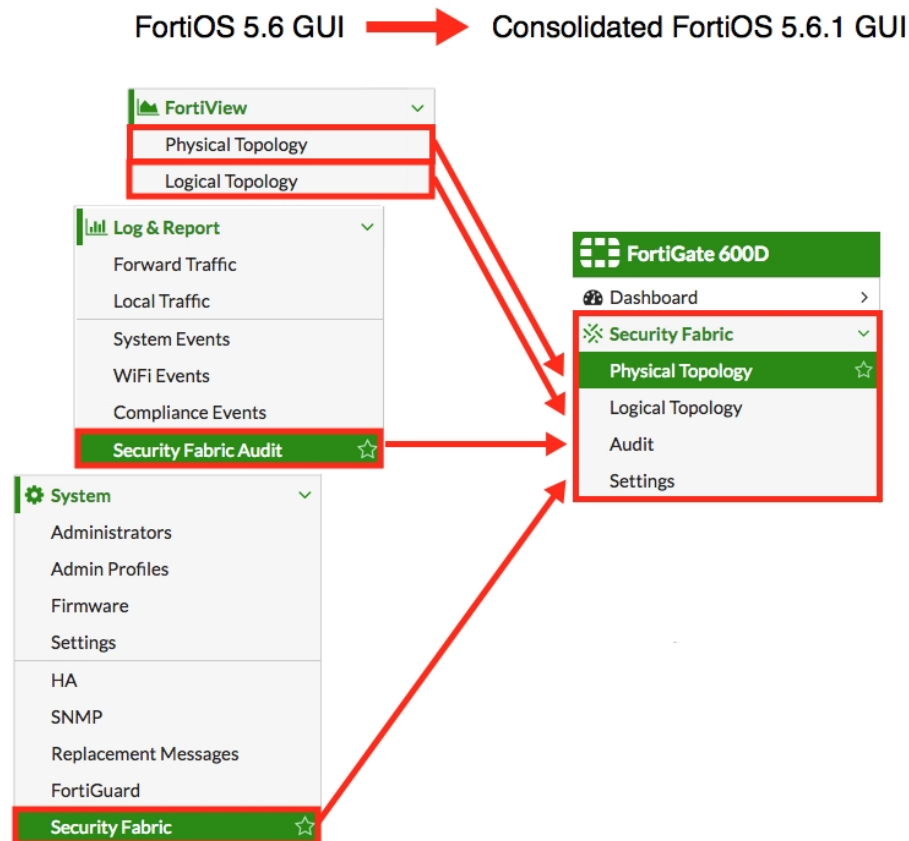 FortiOS 5.6 GUI
Consolidated FortiOS 5.6.1 GUI
FortiView
Physical Topology
Logical Topology
Log & Report
Forward Traffic
Local Traffic
System Events
WiFi Events
Compliance Events
Security Fabric Audit
System
Administrators
Admin Profiles
Firmware
Settings
HA
SNMP
Replacement Messages
FortiGuard
Security Fabric
FortiGate 600D
Dashboard
Security Fabric
Physical Topology
Logical Topology
Audit
Settings